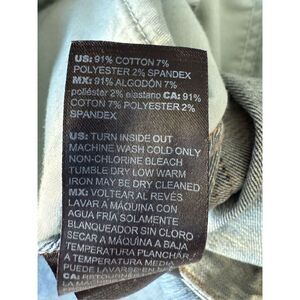 US: 91% COTTON 7%
POLYESTER 2% SPANDEX
MX: 91% ALGODÓN 7%
poliéster 2% elastano CA: 91%
COTON 7% POLYESTER 2%
SPANDEX
US: TURN INSIDE OUT
MACHINE WASH COLD ONLY
NON-CHLORINE BLEACH
TUMBLE DRY LOW WARM
IRON MAY BE DRY CLEANED
MX: VOLTEAR AL REVÉS
LAVAR A MÁQUINA CON
AGUA FRÍA SOLAMENTE
BLANQUEADOR SIN CLORO
SECAR A MÁQUINA A BAJA
TEMPERATURA PLANCHAR
A TEMPERATURA MEDIA
PUEDE LAVARSE EN
CA: RETOURNER